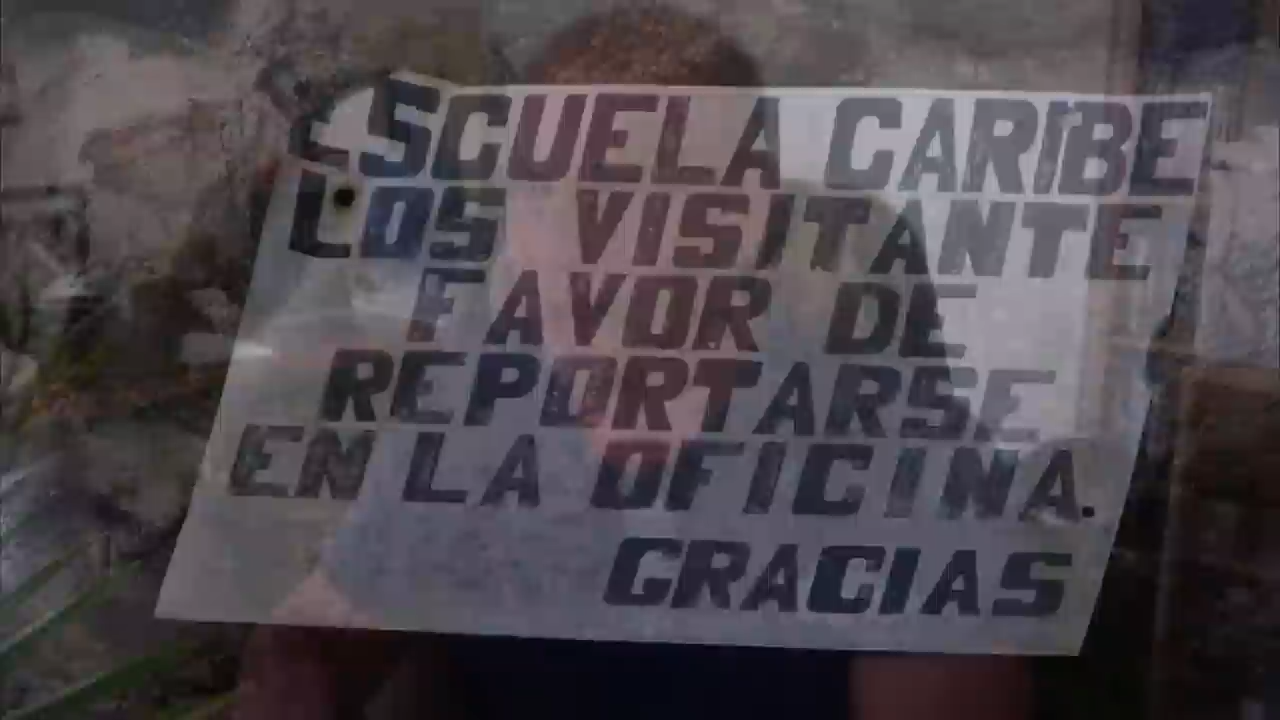 ESCUELA CARIBE
LOS VISITANTE
FAVOR DE
REPORTARSE
EN LA OFICINA.
GRACIAS